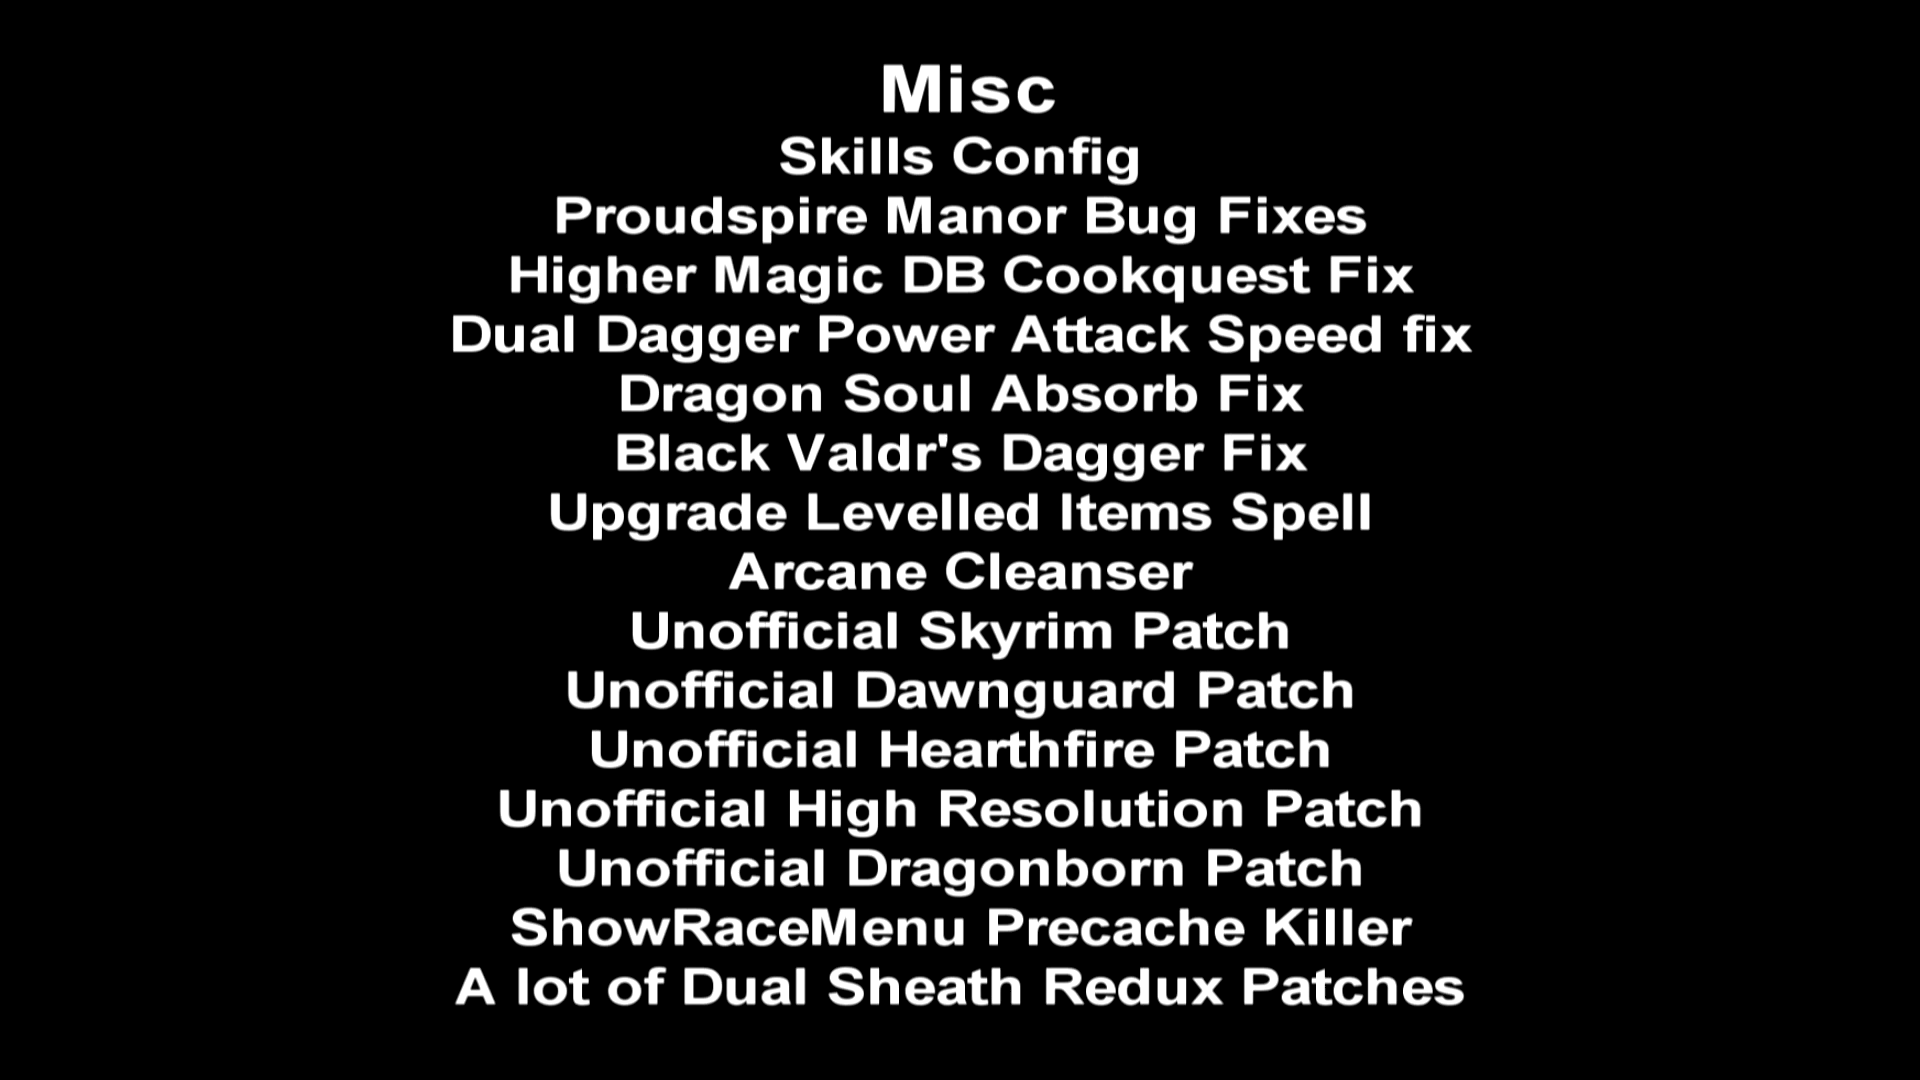 Misc
Skills Config
Proudspire Manor Bug Fixes
Higher Magic DB Cookquest Fix
Dual Dagger Power Attack Speed fix
Dragon Soul Absorb Fix
Black Valdr's Dagger Fix
Upgrade Levelled Items Spell
Arcane Cleanser
Unofficial Skyrim Patch
Unofficial Dawnguard Patch
Unofficial Hearthfire Patch
Unofficial High Resolution Patch
Unofficial Dragonborn Patch
ShowRaceMenu Precache Killer
A lot of Dual Sheath Redux Patches